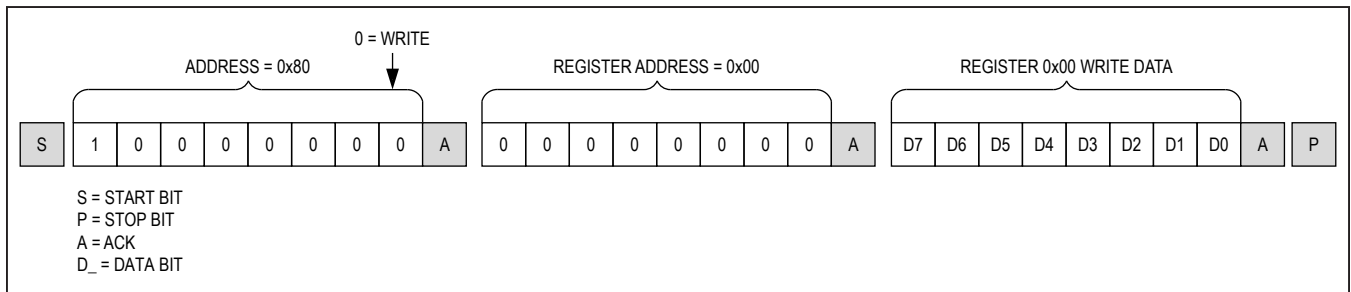 0 = WRITE
ADDRESS = 0x80 REGISTER ADDRESS = 0x00 REGISTER 0x00 WRITE DATA
S 1 0 0 0 0 0 0 0 A 0 0 0 0 0 0 0 0 A D7 D6 D5 D4 D3 D2 D1 D0 A P
S = START BIT
P = STOP BIT
A = ACK
D_ = DATA BIT